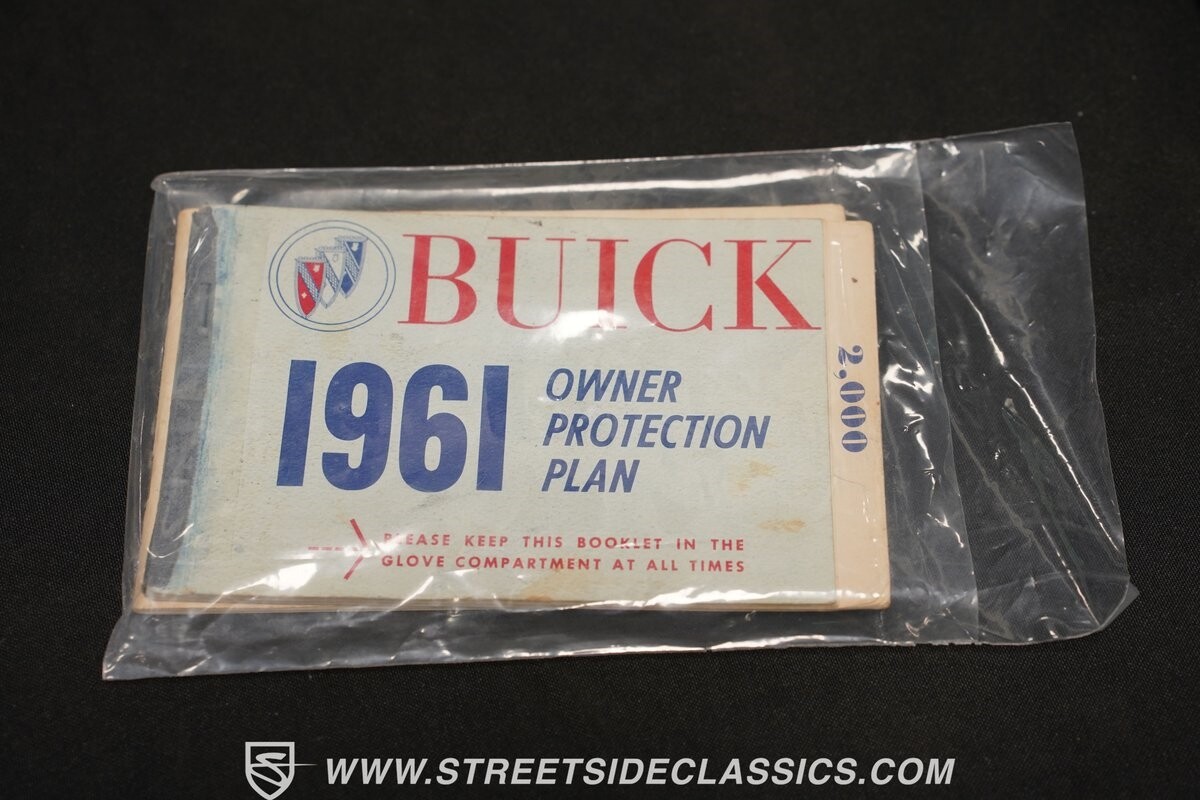 BUICK
1961
OWNER
PROTECTION
PLAN
PLEASE KEEP THIS BOOKLET IN THE
GLOVE COMPARTMENT AT ALL TIMES
2,000
WWW.STREETSIDECLASSICS.COM